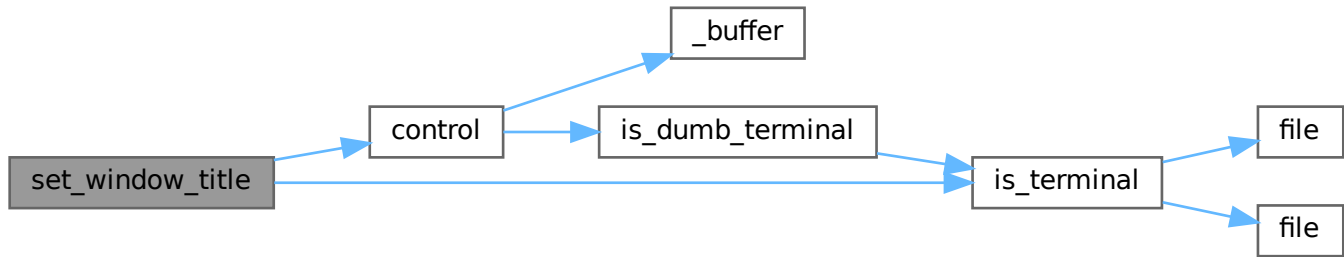 _buffer
control
is_dumb_terminal
file
set_window_title
is_terminal
file